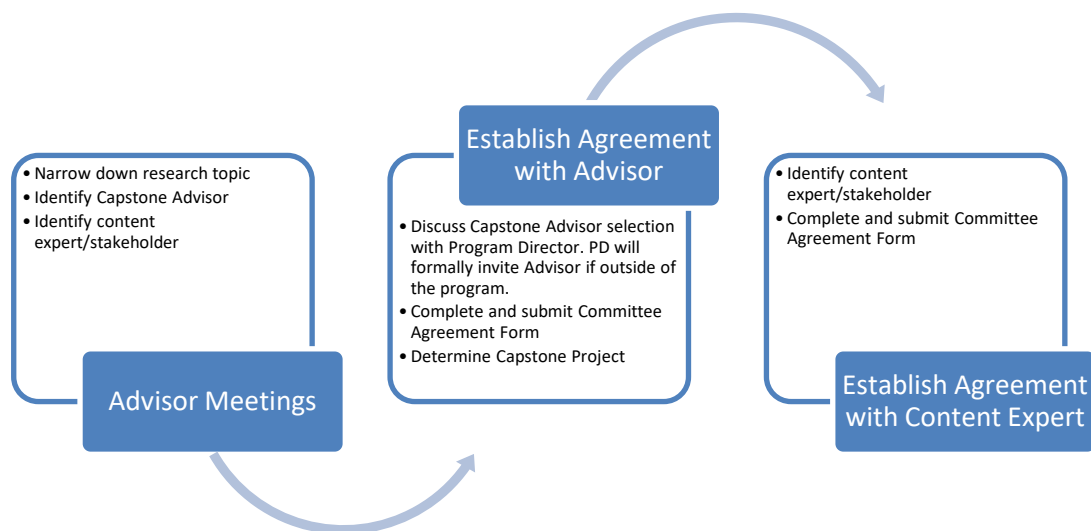 • Narrow down research topic
• Identify Capstone Advisor
• Identify content
expert/stakeholder
Advisor Meetings
Establish Agreement
with Advisor
• Discuss Capstone Advisor selection
with Program Director. PD will
formally invite Advisor if outside of
the program.
• Complete and submit Committee
Agreement Form
• Determine Capstone Project
• Identify content
expert/stakeholder
• Complete and submit Committee
Agreement Form
Establish Agreement
with Content Expert